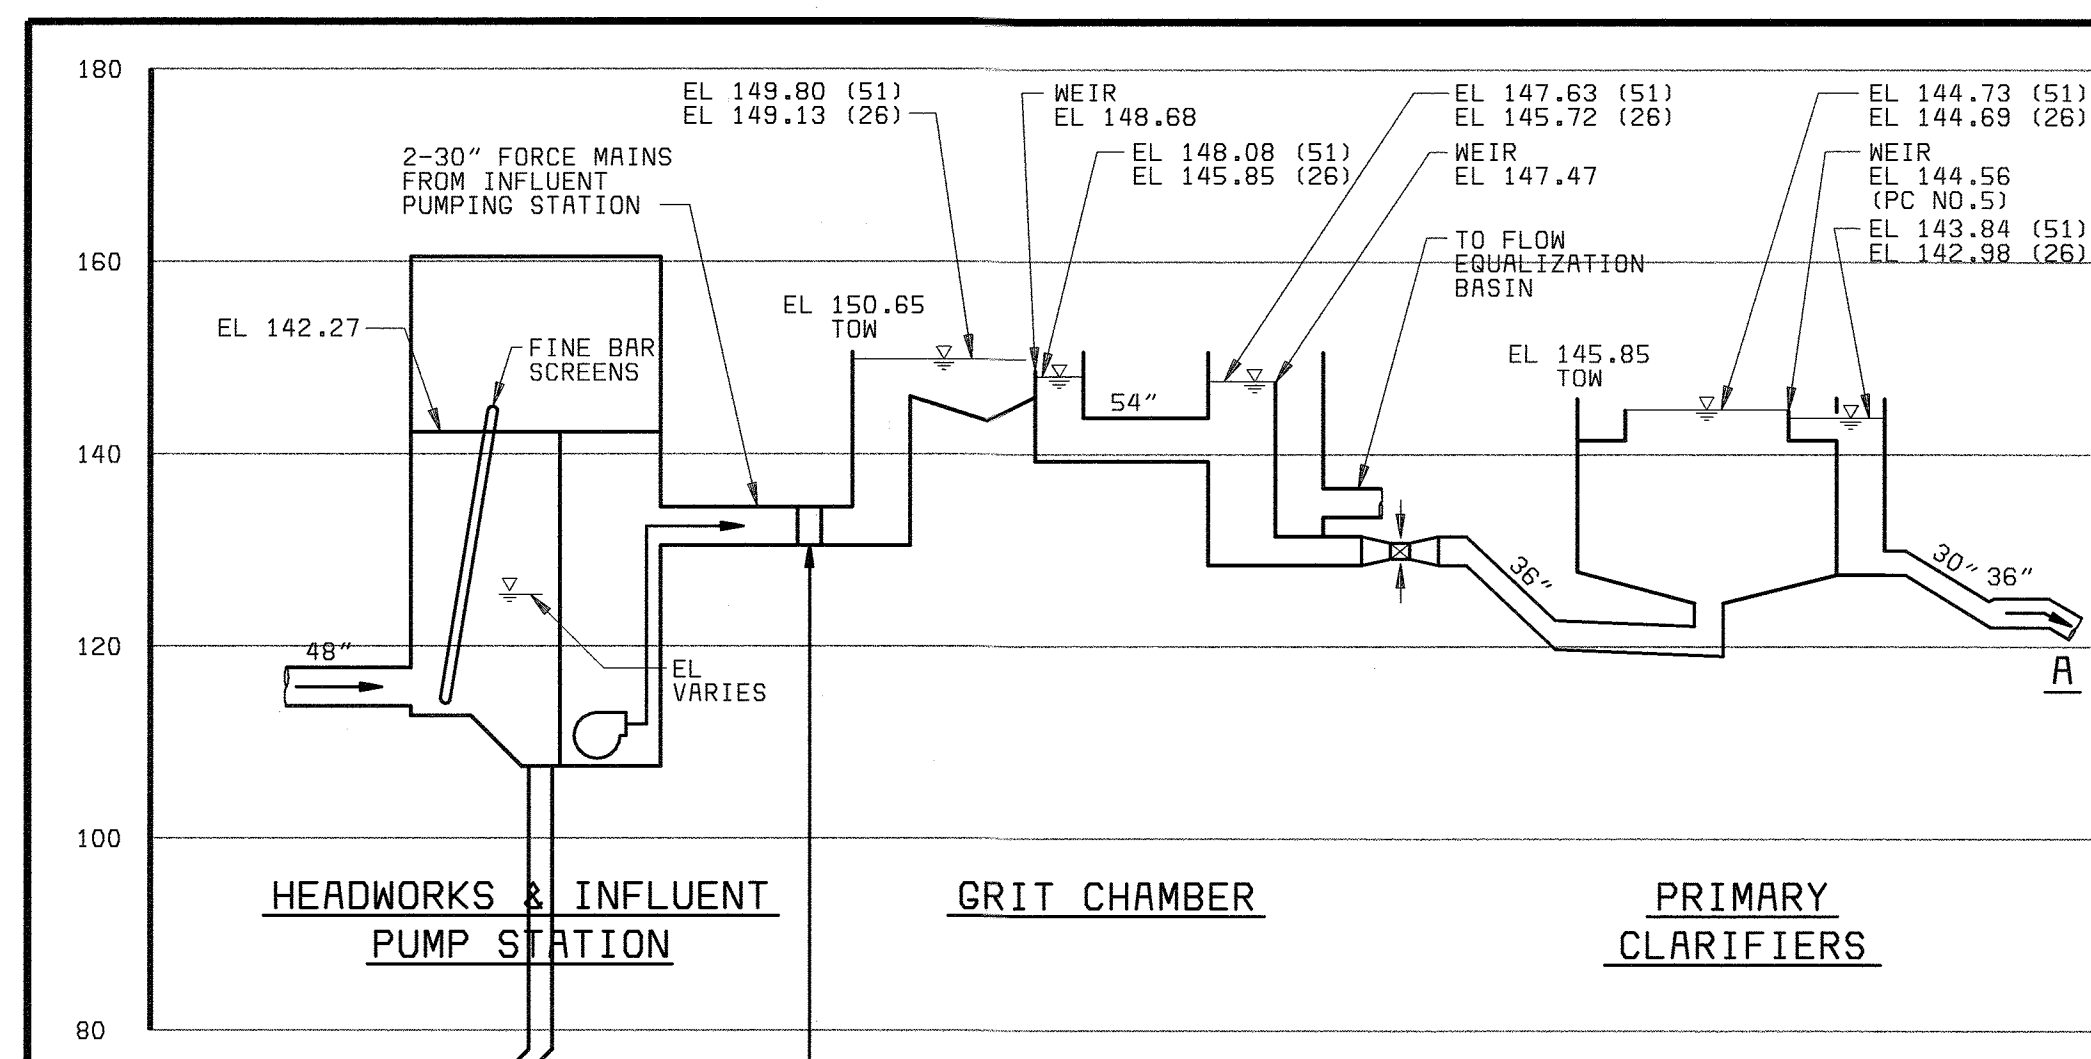 180
EL 149.80 (51)
EL 149.13 (26)
WEIR
EL 148.68
EL 147.63 (51)
EL 145.72 (26)
EL 144.73 (51)
EL 144.69 (26)
2-30" FORCE MAINS
FROM INFLUENT
PUMPING STATION
EL 148.08 (51)
EL 145.85 (26)
WEIR
EL 147.47
WEIR
EL 144.56
(PC NO.5)
EL 143.84 (51)
EL 142.98 (26)
TO FLOW
EQUALIZATION
BASIN
160
EL 150.65
TOW
EL 142.27
FINE BAR
SCREENS
EL 145.85
TOW
54"
140
36"
30"
36"
120
48"
EL
VARIES
A
100
HEADWORKS & INFLUENT
PUMP STATION
GRIT CHAMBER
PRIMARY
CLARIFIERS
80